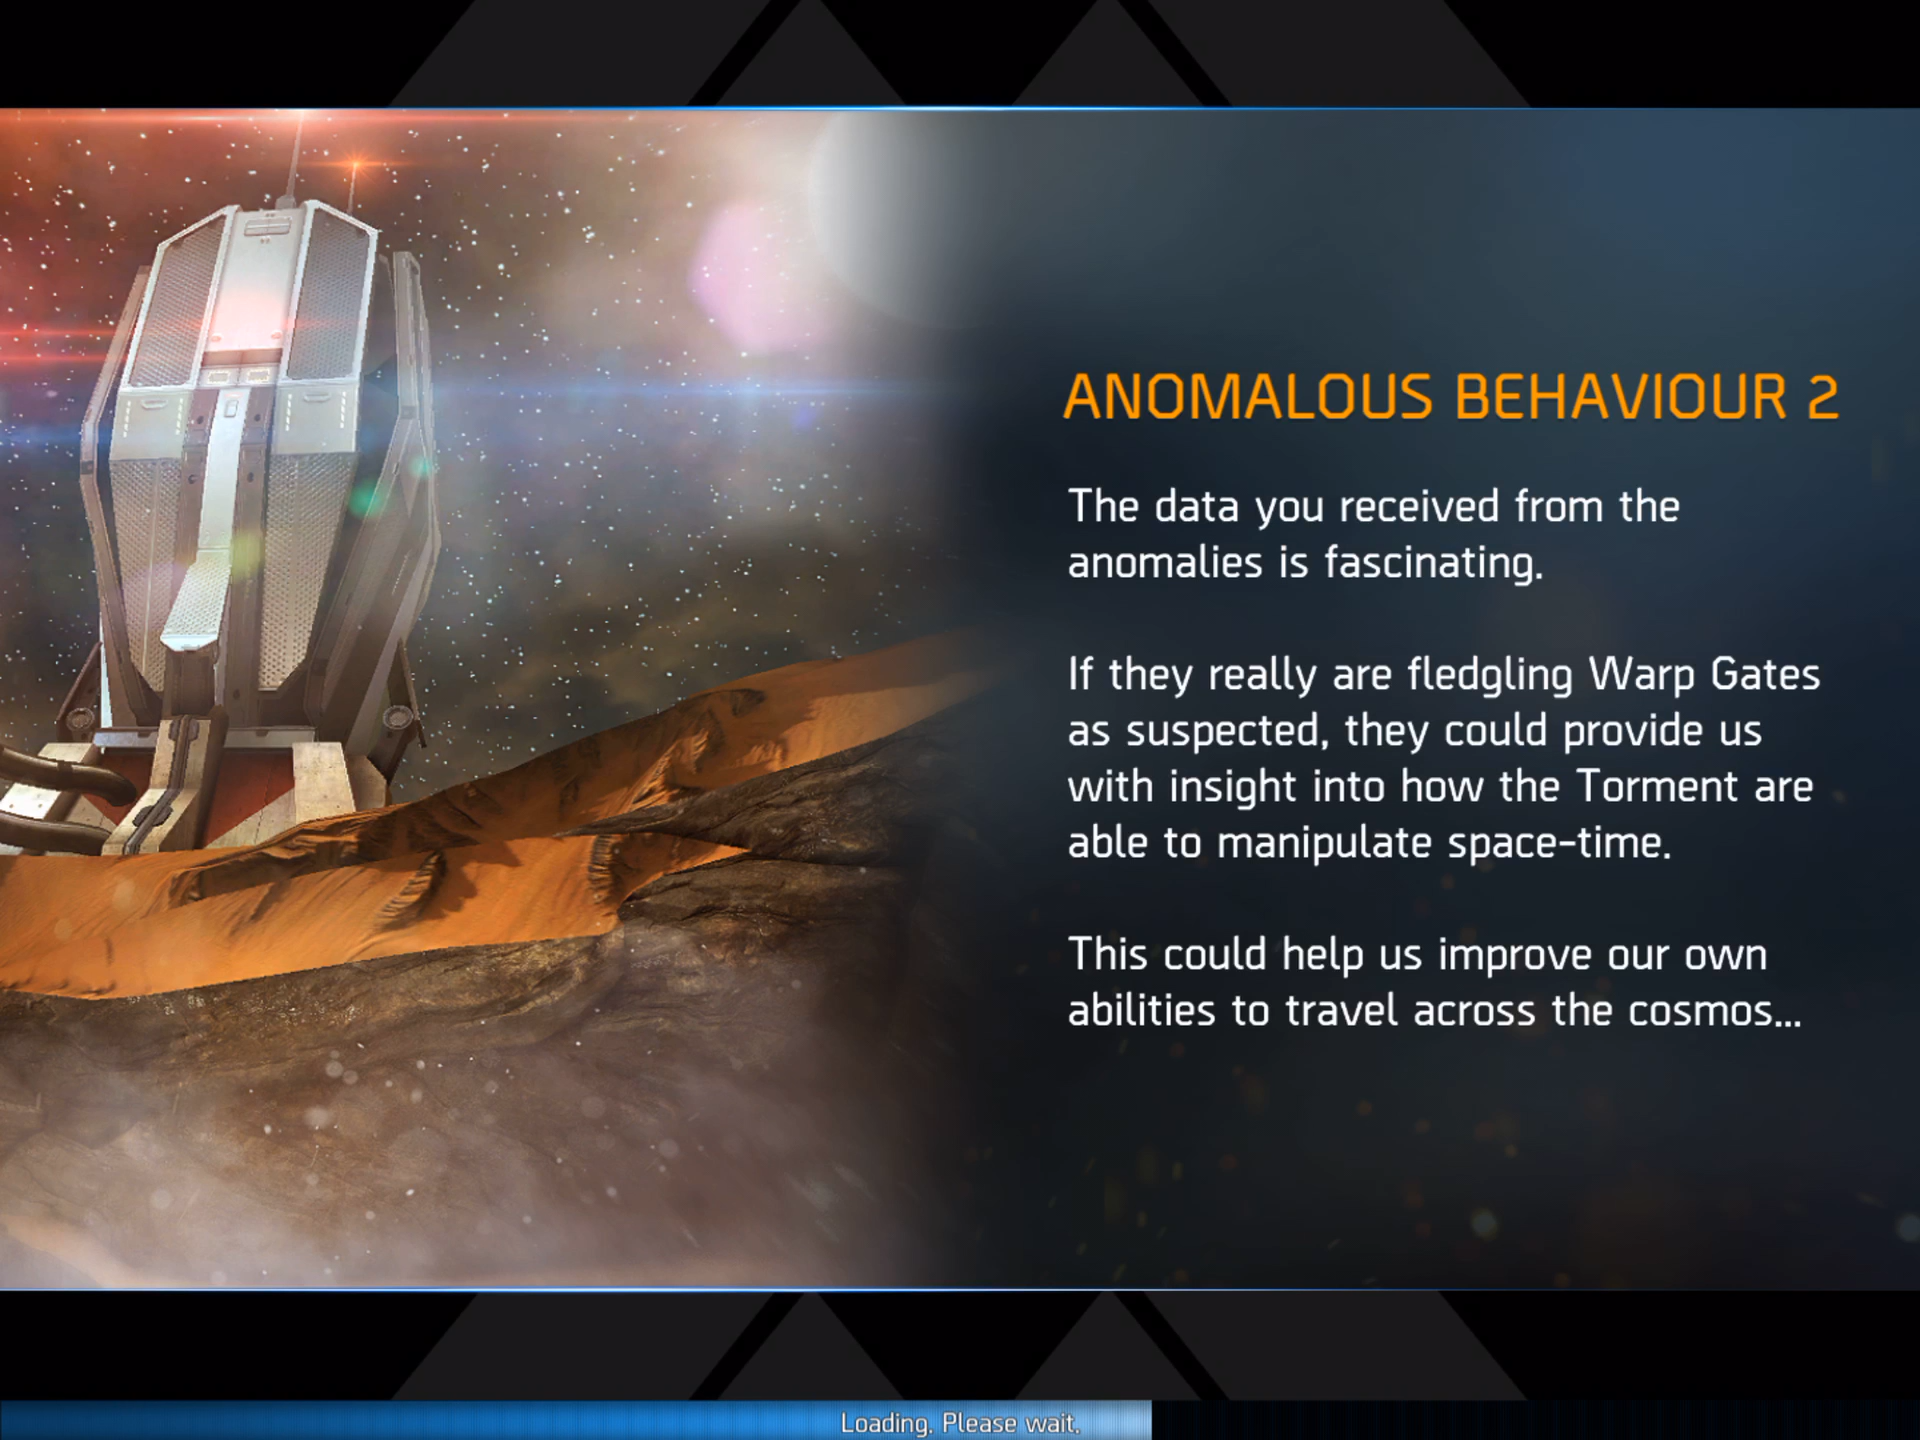 ANOMALOUS BEHAVIOUR 2
The data you received from the
anomalies is fascinating.
If they really are fledgling Warp Gates
as suspected, they could provide us
with insight into how the Torment are
able to manipulate space-time.
This could help us improve our own
abilities to travel across the cosmos...
Loading. Please wait.